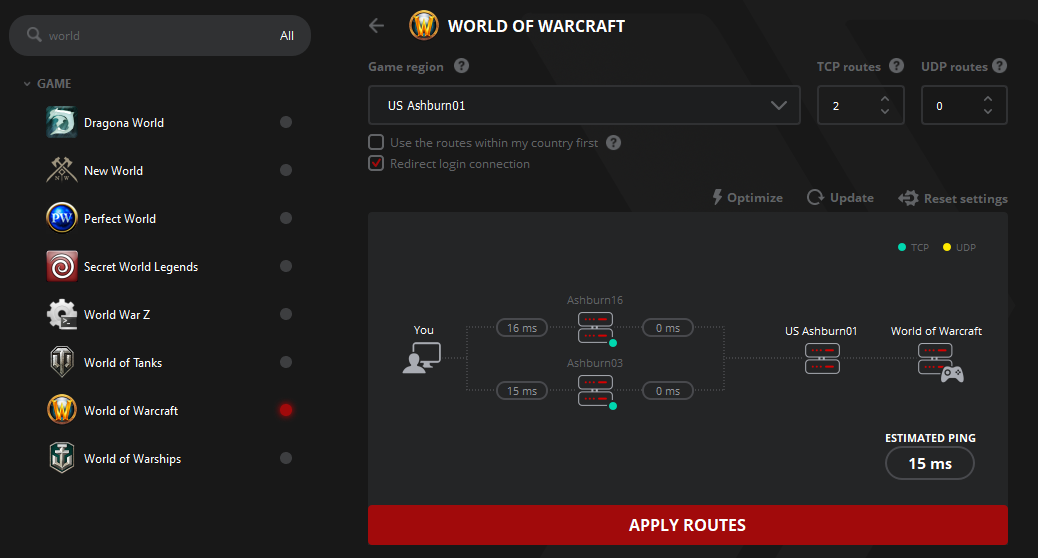 world
All
GAME
Dragona World
New World
Perfect World
Secret World Legends
World War Z
World of Tanks
World of Warcraft
World of Warships
WORLD OF WARCRAFT
Game region ?
TCP routes ?
UDP routes ?
US Ashburn01
2
0
Use the routes within my country first ?
Redirect login connection
Optimize
Update
Reset settings
TCP
UDP
You
Ashburn16
16 ms
0 ms
Ashburn03
15 ms
0 ms
US Ashburn01
World of Warcraft
ESTIMATED PING
15 ms
APPLY ROUTES